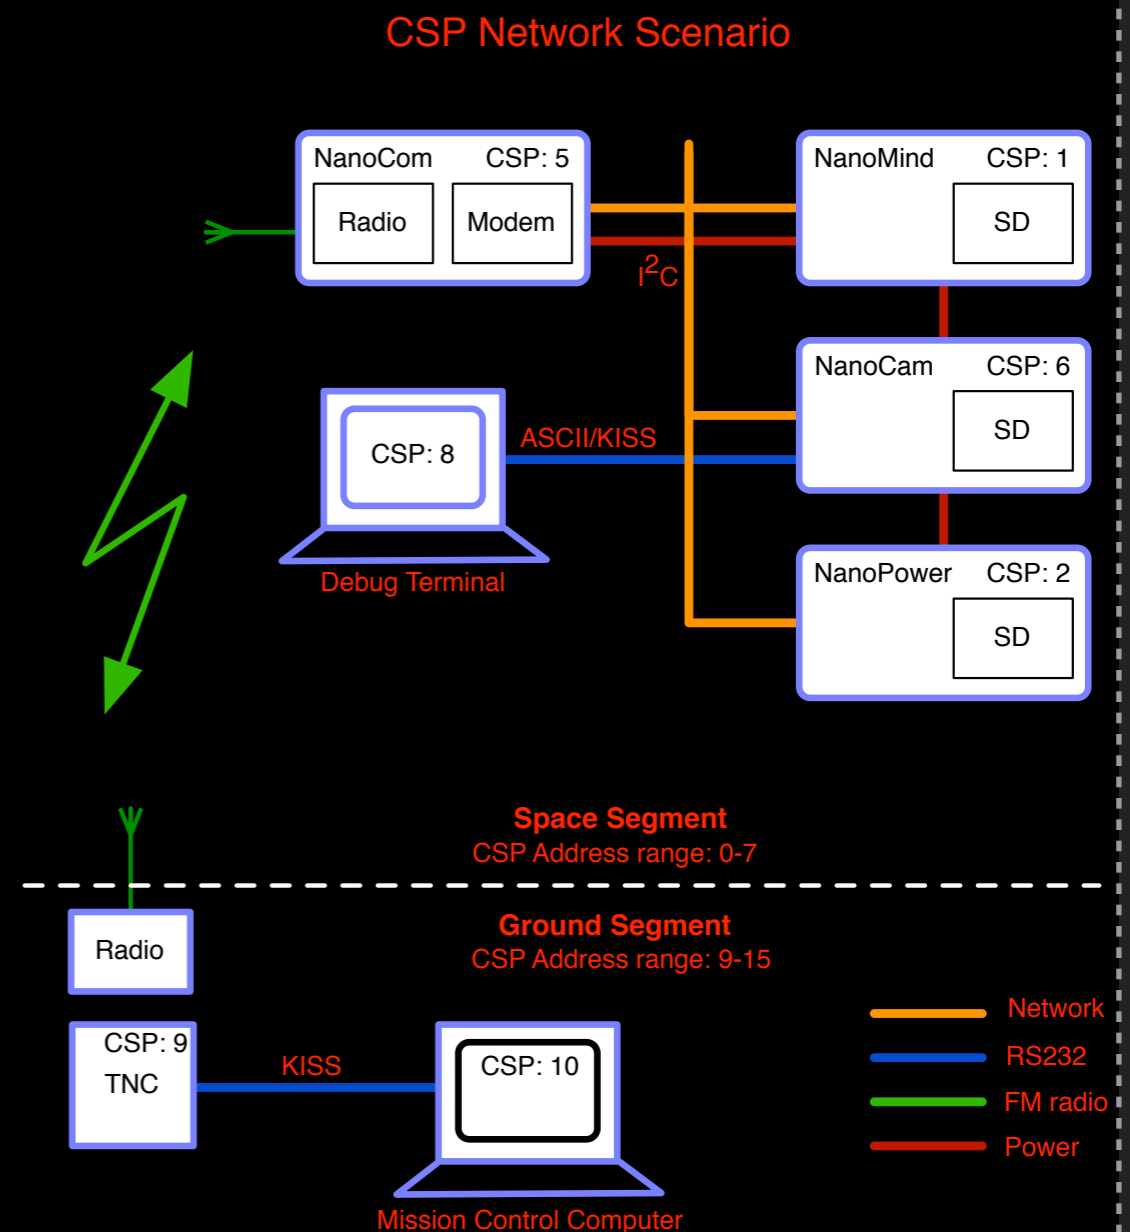 CSP Network Scenario
NanoCom CSP: 5
Radio Modem
NanoMind CSP: 1
SD
I²C
NanoCam CSP: 6
SD
CSP: 8
ASCII/KISS
Debug Terminal
NanoPower CSP: 2
SD
Space Segment
CSP Address range: 0-7
Ground Segment
CSP Address range: 9-15
Radio
CSP: 9
TNC
KISS
CSP: 10
Mission Control Computer
Network
RS232
FM radio
Power